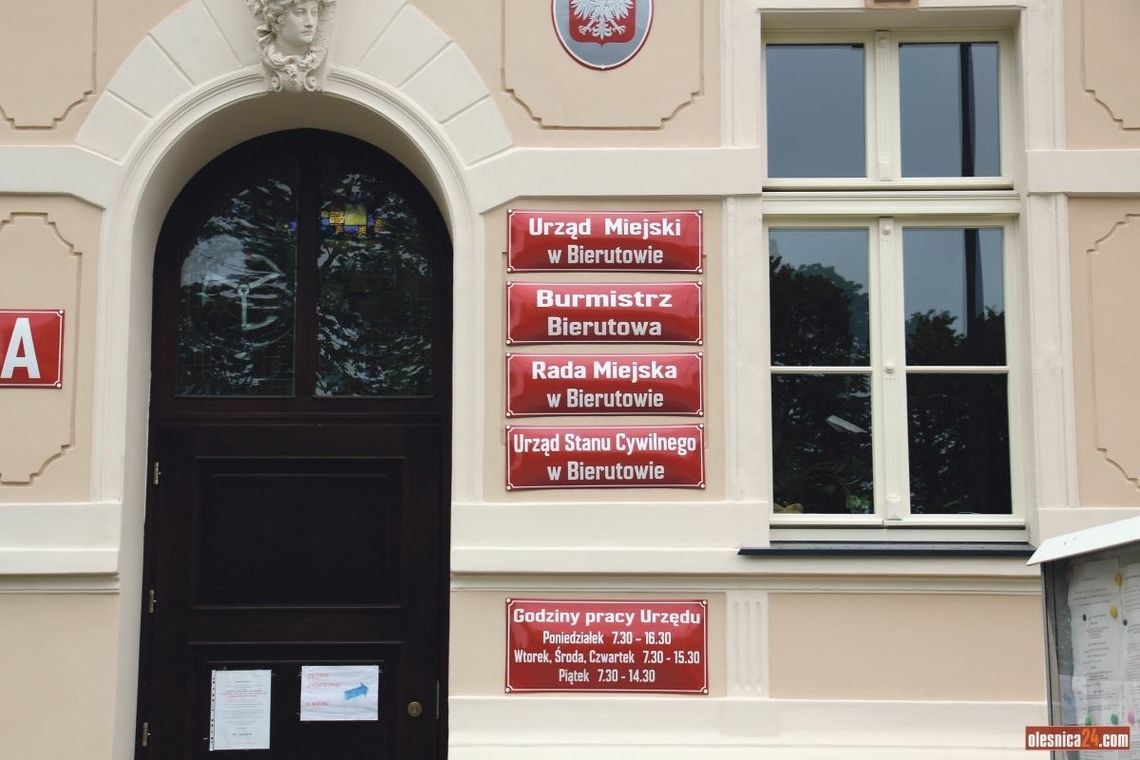 A
Urząd Miejski
w Bierutowie
Burmistrz
Bierutowa
Rada Miejska
w Bierutowie
Urząd Stanu Cywilnego
w Bierutowie
Godziny pracy Urzędu
Poniedziałek 7.30 – 16.30
Wtorek, Środa, Czwartek 7.30 - 15.30
Piątek 7.30 - 14.30
olesnica24.com